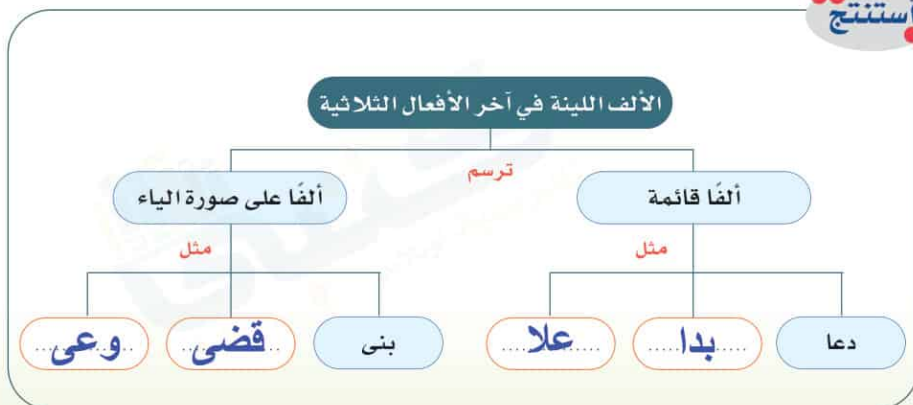 أستنتج
الألف اللينة في آخر الأفعال الثلاثية
ترسم
ألفًا قائمة
ألفًا على صورة الياء
مثل
مثل
دعا
بدا
علا
بنى
قضى
وعى